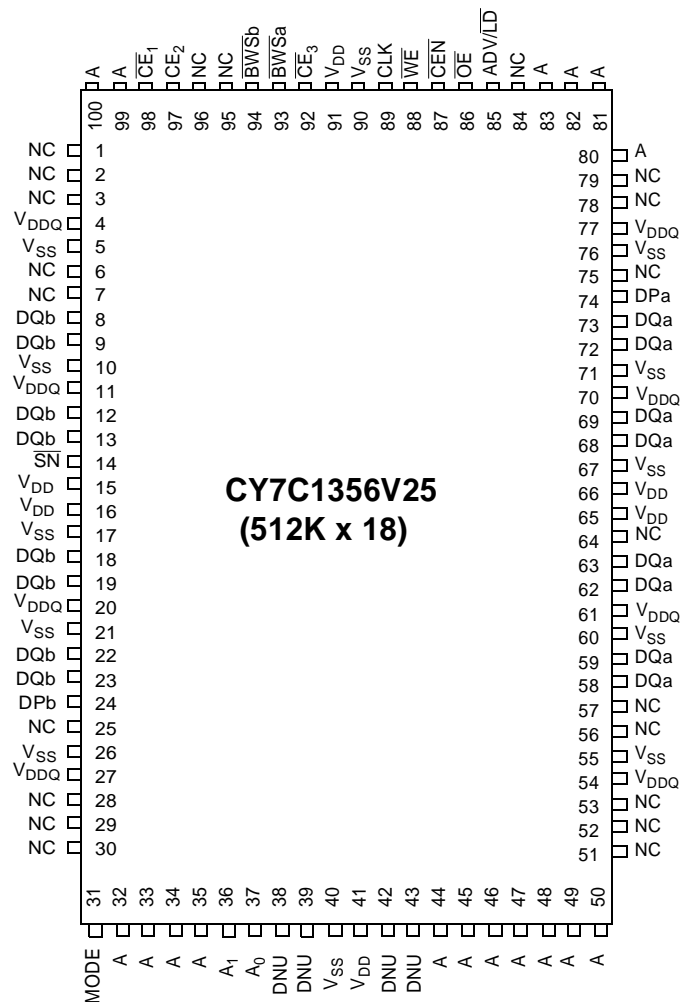 A A CE1 CE2 NC NC BWSb BWSa CE3 VDD VSS CLK WE CEN OE ADV/LD NC A A A
100 99 98 97 96 95 94 93 92 91 90 89 88 87 86 85 84 83 82 81
NC 1
NC 2
NC 3
VDDQ 4
VSS 5
NC 6
NC 7
DQb 8
DQb 9
VSS 10
VDDQ 11
DQb 12
DQb 13
SN 14
VDD 15
VDD 16
VSS 17
DQb 18
DQb 19
VDDQ 20
VSS 21
DQb 22
DQb 23
DPb 24
NC 25
VSS 26
VDDQ 27
NC 28
NC 29
NC 30
CY7C1356V25
(512K x 18)
80 A
79 NC
78 NC
77 VDDQ
76 VSS
75 NC
74 DPa
73 DQa
72 DQa
71 VSS
70 VDDQ
69 DQa
68 DQa
67 VSS
66 VDD
65 VDD
64 NC
63 DQa
62 DQa
61 VDDQ
60 VSS
59 DQa
58 DQa
57 NC
56 NC
55 VSS
54 VDDQ
53 NC
52 NC
51 NC
31 32 33 34 35 36 37 38 39 40 41 42 43 44 45 46 47 48 49 50
MODE A A A A A1 A0 DNU DNU VSS VDD DNU DNU A A A A A A A